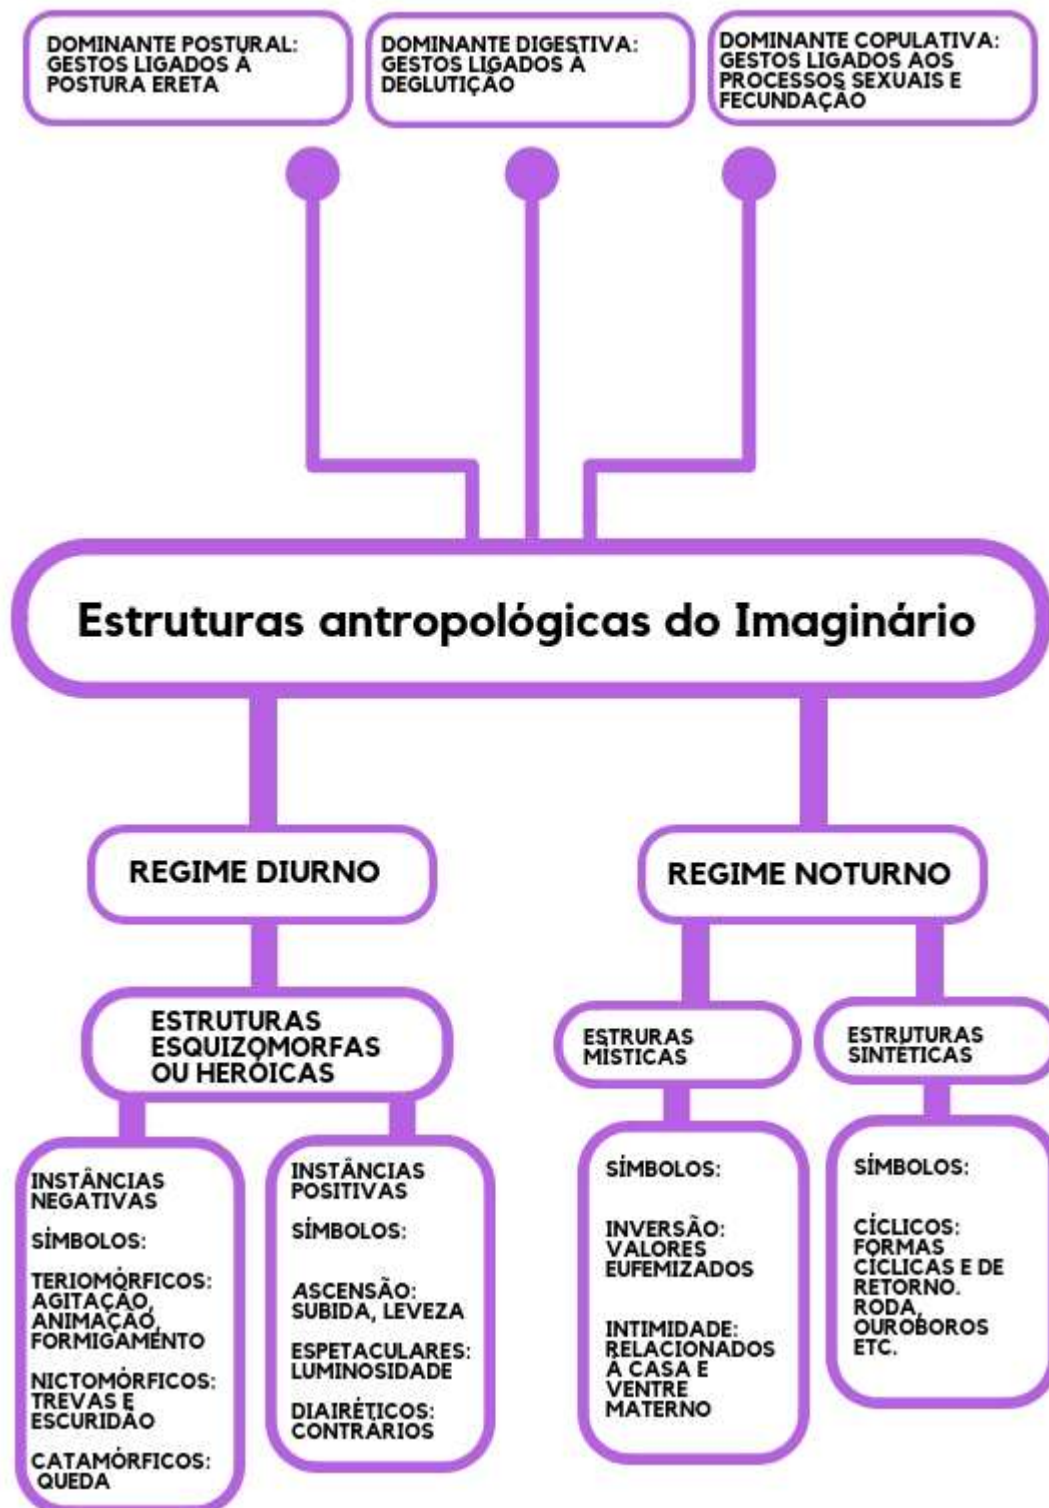 DOMINANTE POSTURAL:
GESTOS LIGADOS À
POSTURA ERETA
DOMINANTE DIGESTIVA:
GESTOS LIGADOS À
DEGLUTIÇÃO
DOMINANTE COPULATIVA:
GESTOS LIGADOS AOS
PROCESSOS SEXUAIS E
FECUNDAÇÃO
Estruturas antropológicas do Imaginário
REGIME DIURNO
REGIME NOTURNO
ESTRUTURAS
ESQUIZOMORFAS
OU HERÓICAS
ESTRURAS
MÍSTICAS
ESTRUTURAS
SINTÉTICAS
INSTÂNCIAS
NEGATIVAS
SÍMBOLOS:
TERIOMÓRFICOS:
AGITAÇÃO,
ANIMAÇÃO,
FORMIGAMENTO
NICTOMÓRFICOS:
TREVAS E
ESCURIDÃO
CATAMÓRFICOS:
QUEDA
INSTÂNCIAS
POSITIVAS
SÍMBOLOS:
ASCENSÃO:
SUBIDA, LEVEZA
ESPETACULARES:
LUMINOSIDADE
DIAIRÉTICOS:
CONTRÁRIOS
SÍMBOLOS:
INVERSÃO:
VALORES
EUFEMIZADOS
INTIMIDADE:
RELACIONADOS
À CASA E
VENTRE
MATERNO
SÍMBOLOS:
CÍCLICOS:
FORMAS
CÍCLICAS E DE
RETORNO.
RODA,
OUROBOROS
ETC.